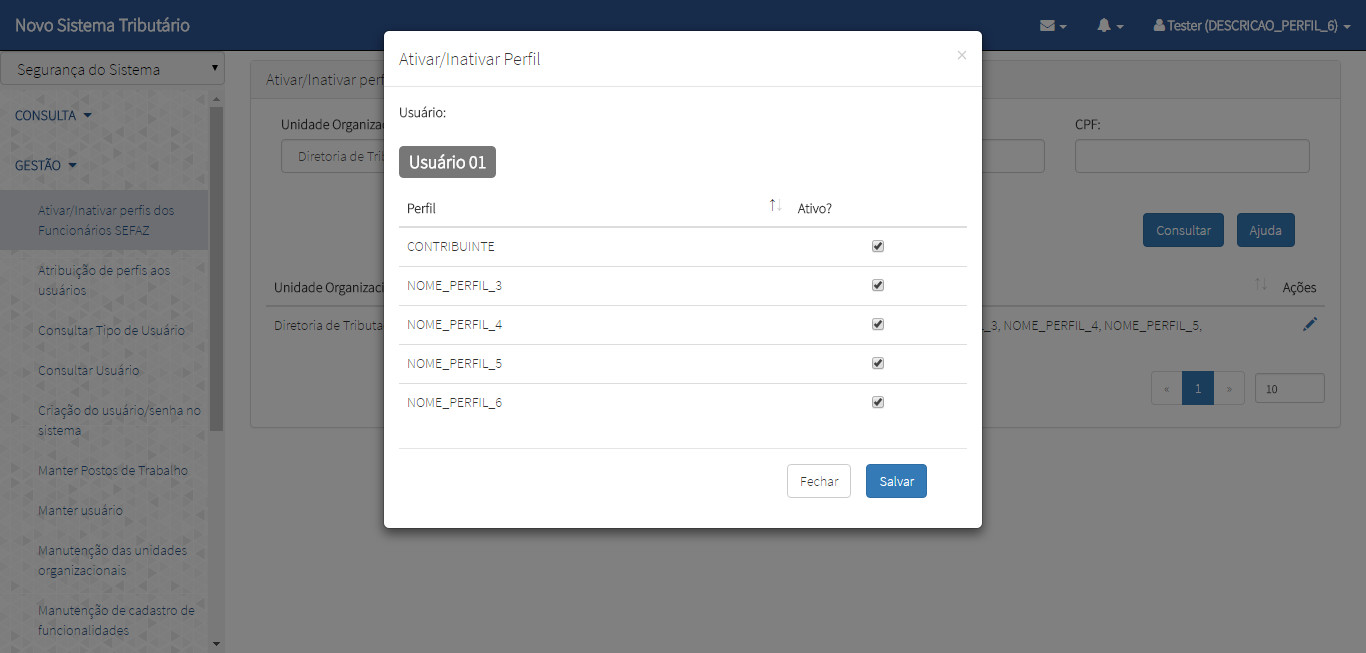 Novo Sistema Tributário
Tester (DESCRICAO_PERFIL_6)
Segurança do Sistema
CONSULTA
GESTÃO
Ativar/Inativar perfis dos
Funcionários SEFAZ
Atribuição de perfis aos
usuários
Consultar Tipo de Usuário
Consultar Usuário
Criação do usuário/senha no
sistema
Manter Postos de Trabalho
Manter usuário
Manutenção das unidades
organizacionais
Manutenção de cadastro de
funcionalidades
Ativar/Inativar perf
Unidade Organizac
CPF:
Diretoria de Trib
Consultar
Ajuda
Unidade Organizaci
Ações
Diretoria de Tributa
_3, NOME_PERFIL_4, NOME_PERFIL_5,
«
1
»
10
Ativar/Inativar Perfil
×
Usuário:
Usuário 01
Perfil
Ativo?
CONTRIBUINTE
NOME_PERFIL_3
NOME_PERFIL_4
NOME_PERFIL_5
NOME_PERFIL_6
Fechar
Salvar